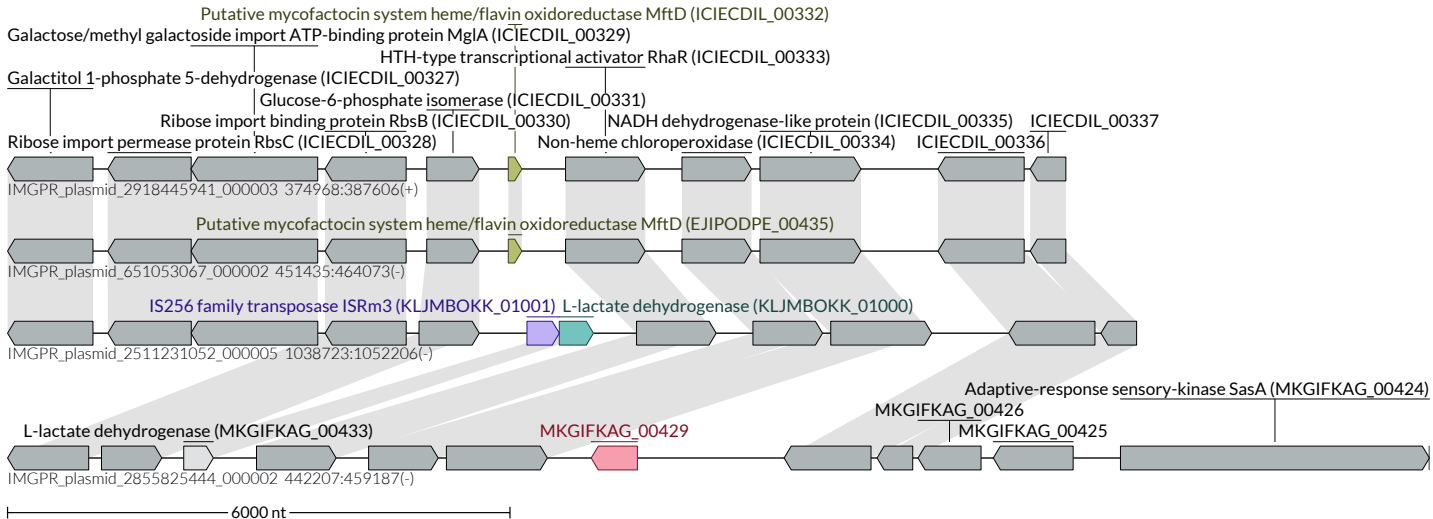 Putative mycofactocin system heme/flavin oxidoreductase MftD (ICIECDIL_00332)
Galactose/methyl galactoside import ATP-binding protein MglA (ICIECDIL_00329)
HTH-type transcriptional activator RhaR (ICIECDIL_00333)
Galactitol 1-phosphate 5-dehydrogenase (ICIECDIL_00327)
Glucose-6-phosphate isomerase (ICIECDIL_00331)
Ribose import binding protein RbsB (ICIECDIL_00330) NADH dehydrogenase-like protein (ICIECDIL_00335) ICIECDIL_00337
Ribose import permease protein RbsC (ICIECDIL_00328) Non-heme chloroperoxidase (ICIECDIL_00334) ICIECDIL_00336
IMGPR_plasmid_2918445941_000003 374968:387606(+)
Putative mycofactocin system heme/flavin oxidoreductase MftD (EJIPODPE_00435)
IMGPR_plasmid_651053067_000002 451435:464073(-)
IS256 family transposase ISRm3 (KLJMBOKK_01001) L-lactate dehydrogenase (KLJMBOKK_01000)
IMGPR_plasmid_2511231052_000005 1038723:1052206(-)
Adaptive-response sensory-kinase SasA (MKGIFKAG_00424)
MKGIFKAG_00426
L-lactate dehydrogenase (MKGIFKAG_00433) MKGIFKAG_00429 MKGIFKAG_00425
IMGPR_plasmid_2855825444_000002 442207:459187(-)
6000 nt